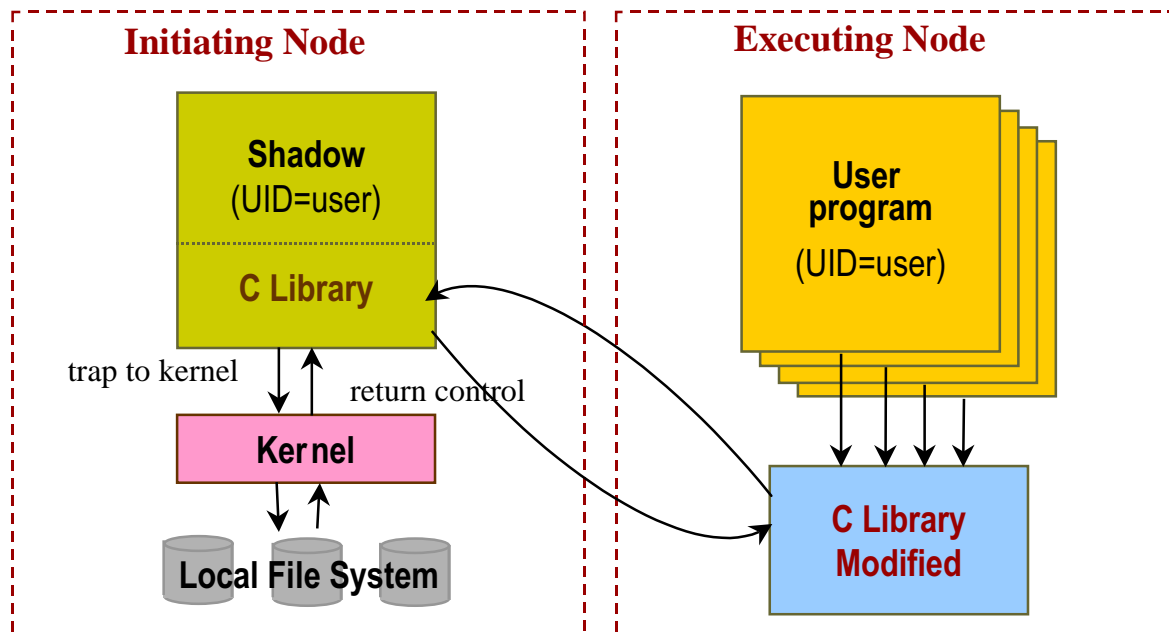 Initiating Node
Shadow
(UID=user)
C Library
trap to kernel
return control
Kernel
Local File System
Executing Node
User
program
(UID=user)
C Library
Modified